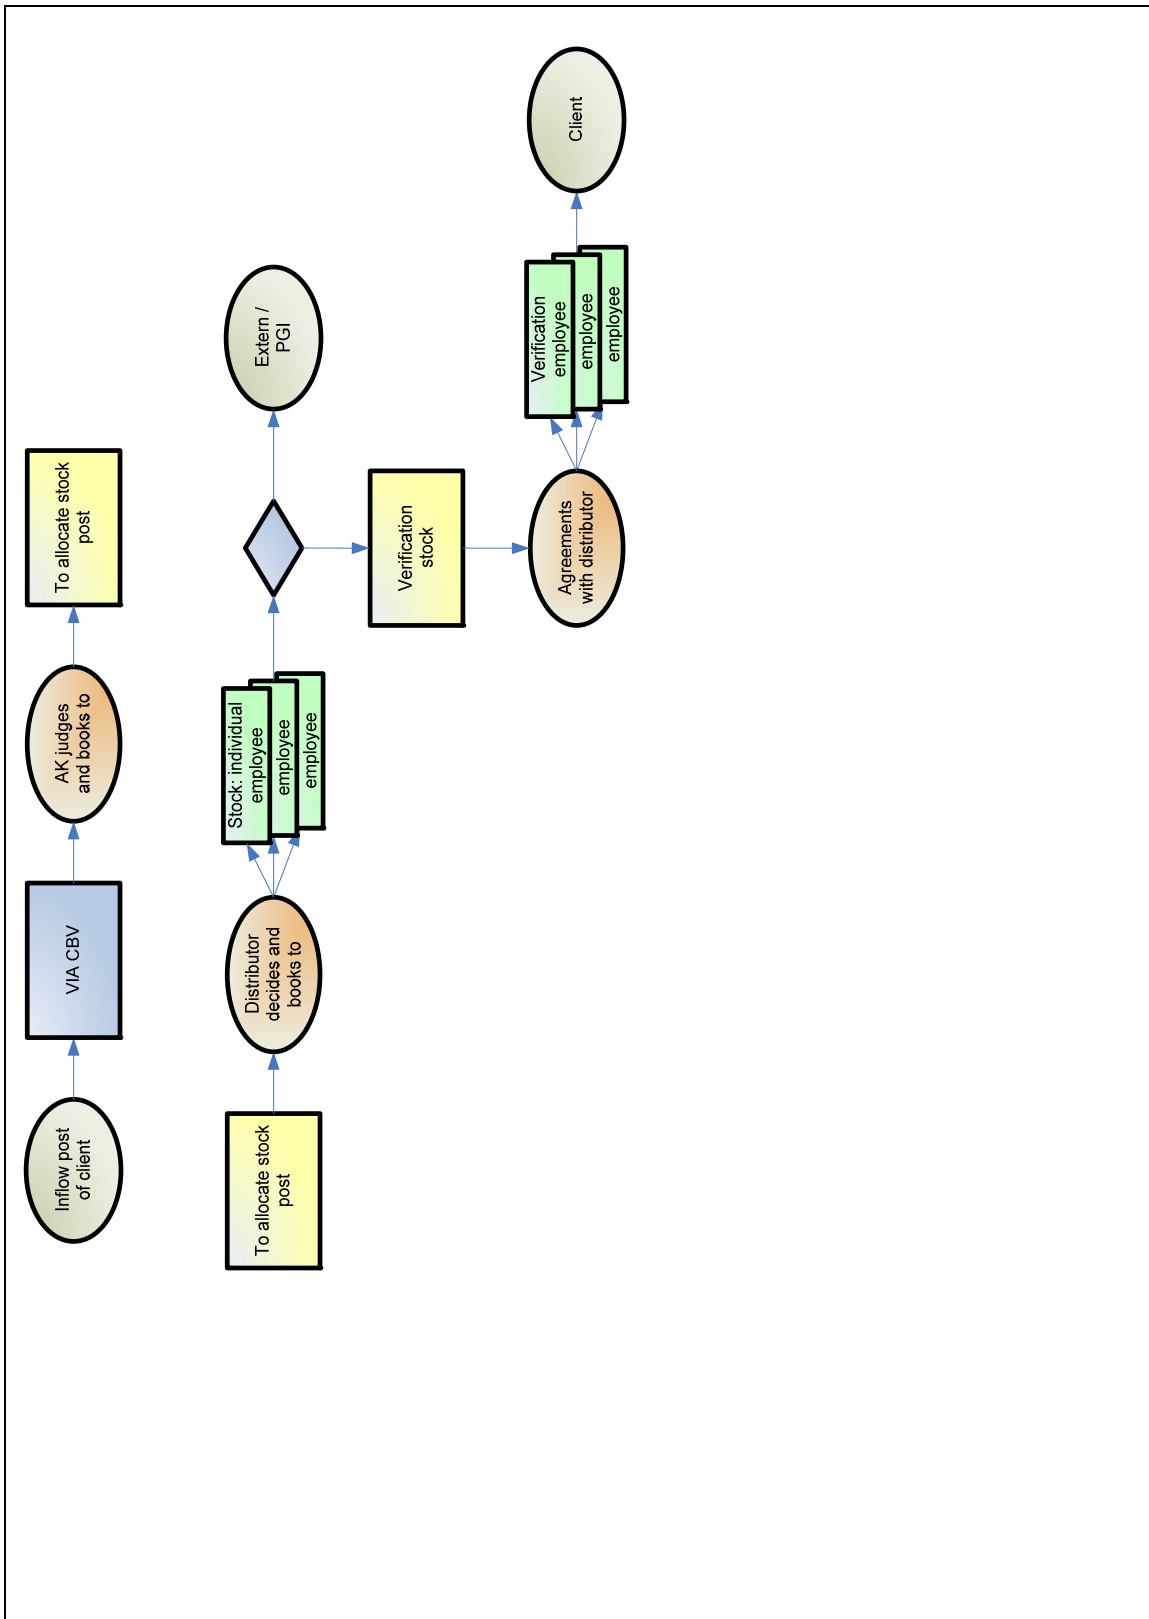 Inflow post
of client
VIA CBV
AK judges
and books to
To allocate stock
post
To allocate stock
post
Distributor
decides and
books to
Stock: individual
employee
employee
employee
Extern /
PGI
Verification
stock
Agreements
with distributor
Verification
employee
employee
employee
Client